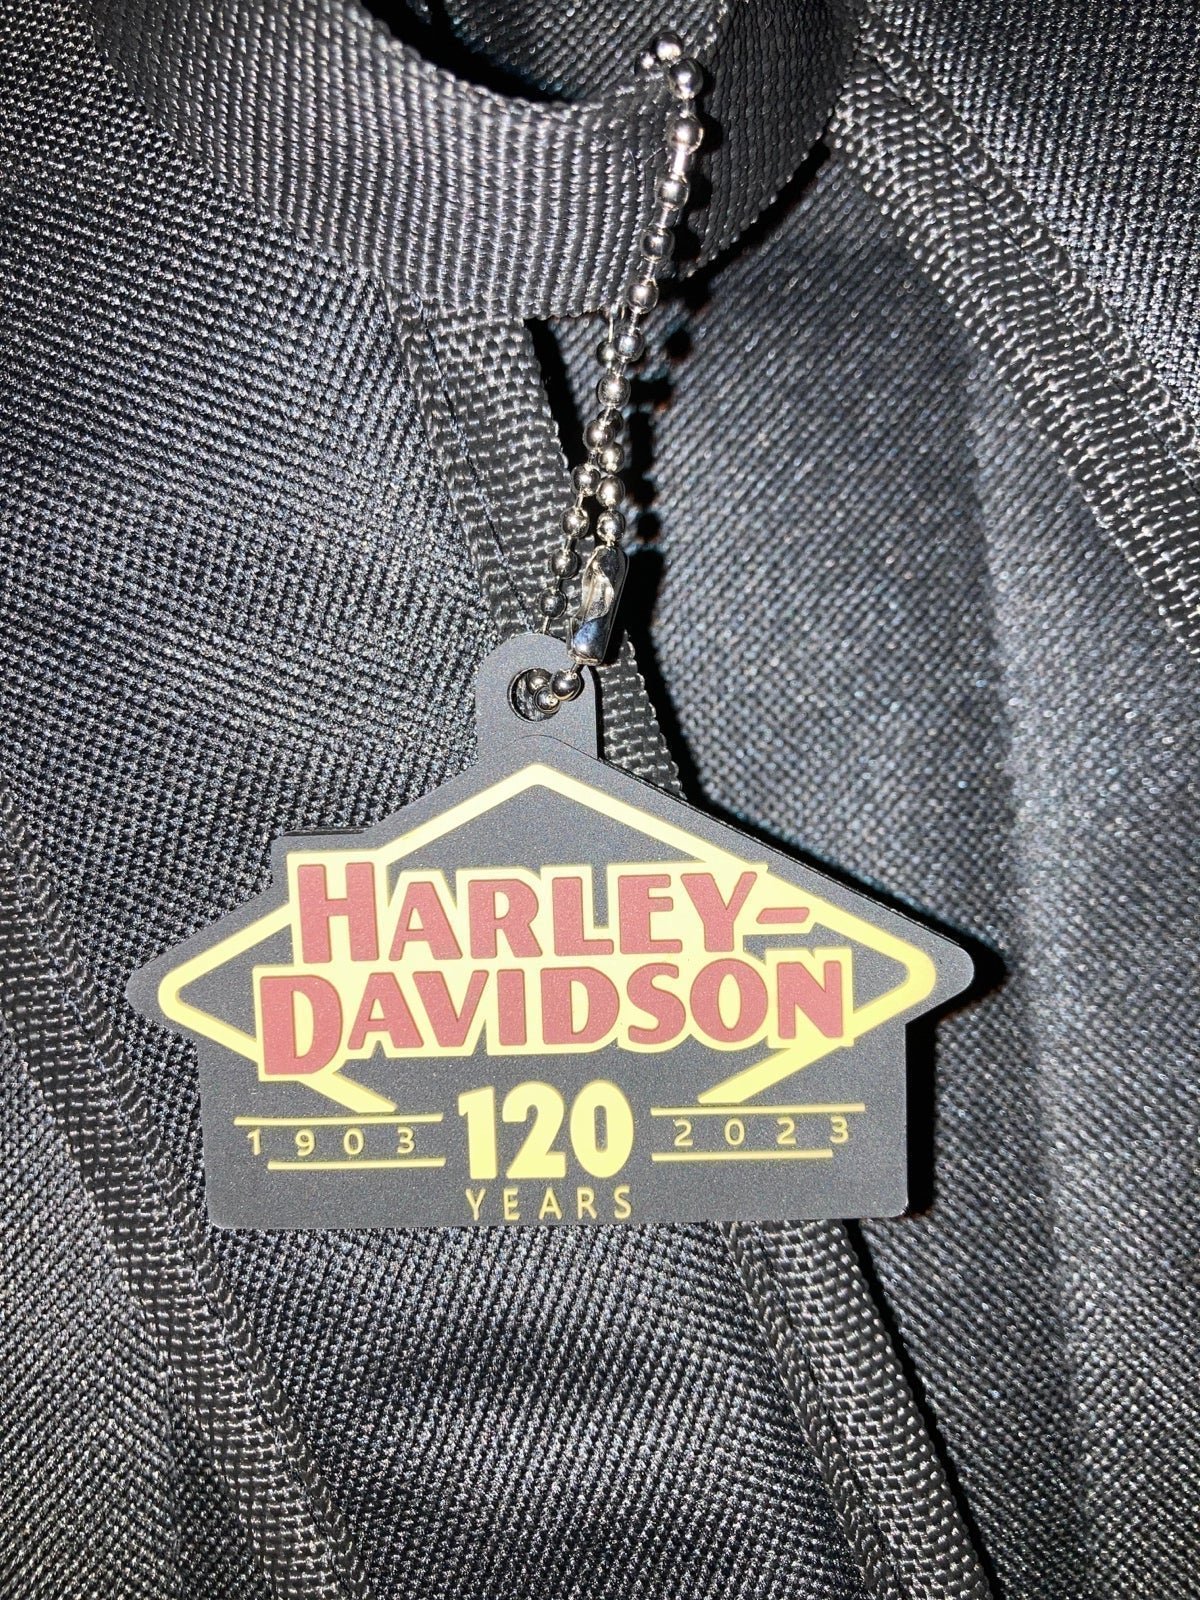 HARLEY-
DAVIDSON
1903 120 2023
YEARS